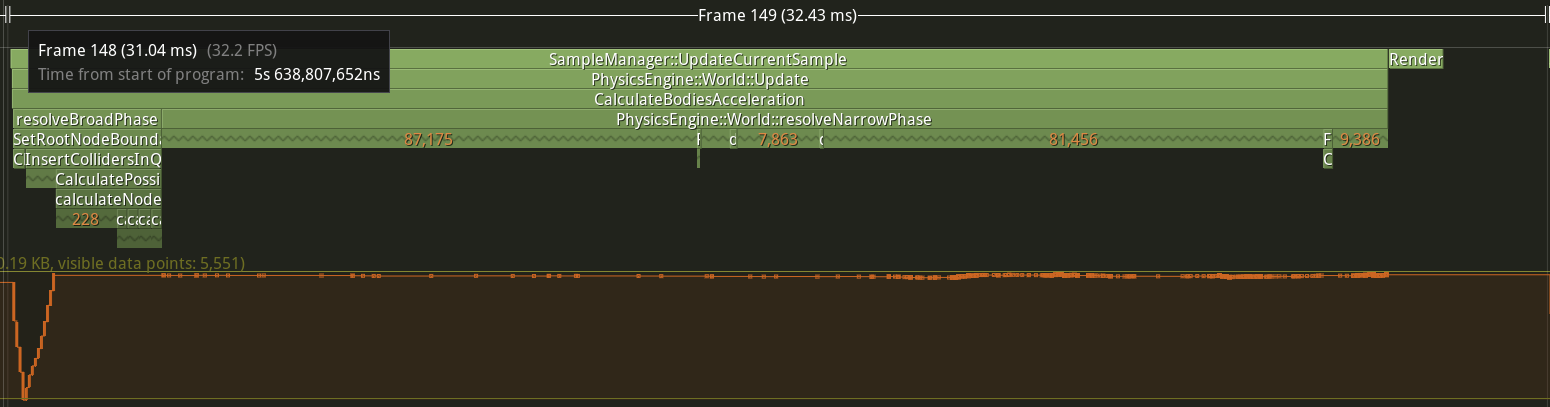 Frame 149 (32.43 ms)
Frame 148 (31.04 ms) (32.2 FPS)
Time from start of program: 5s 638,807,652ns
SampleManager::UpdateCurrentSample Render
PhysicsEngine::World::Update
CalculateBodiesAcceleration
resolveBroadPhase PhysicsEngine::World::resolveNarrowPhase
SetRootNodeBound 87,175 7,863 81,456 F 9,386
C InsertCollidersInQ C
CalculatePossi
calculateNode
228 c c c c
0.19 KB, visible data points: 5,551)